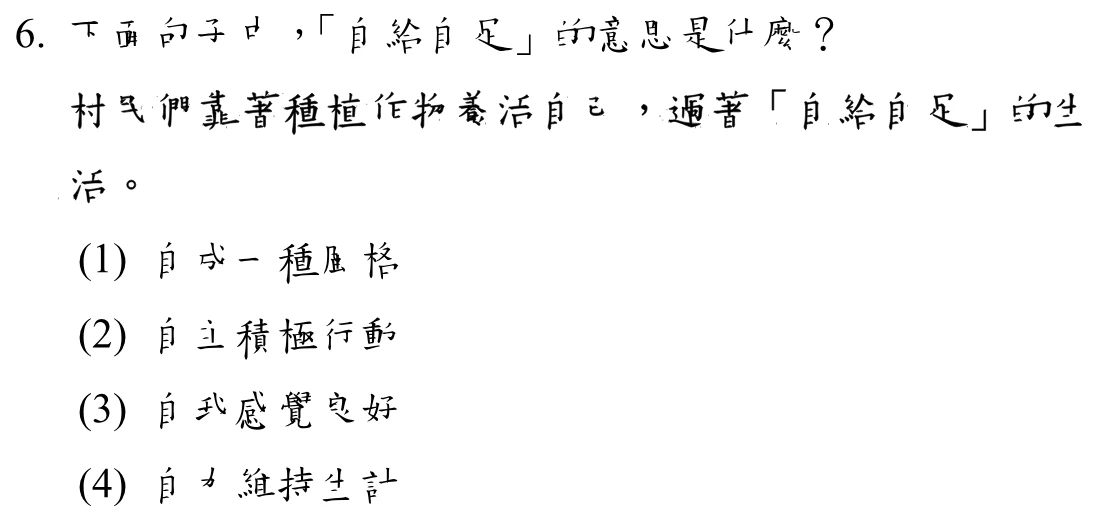 6. 下面句子中，「自給自足」的意思是什麼？
村民們靠著種植作物養活自己，過著「自給自足」的生
活。
(1) 自成一種風格
(2) 自立積極行動
(3) 自我感覺良好
(4) 自力維持生計